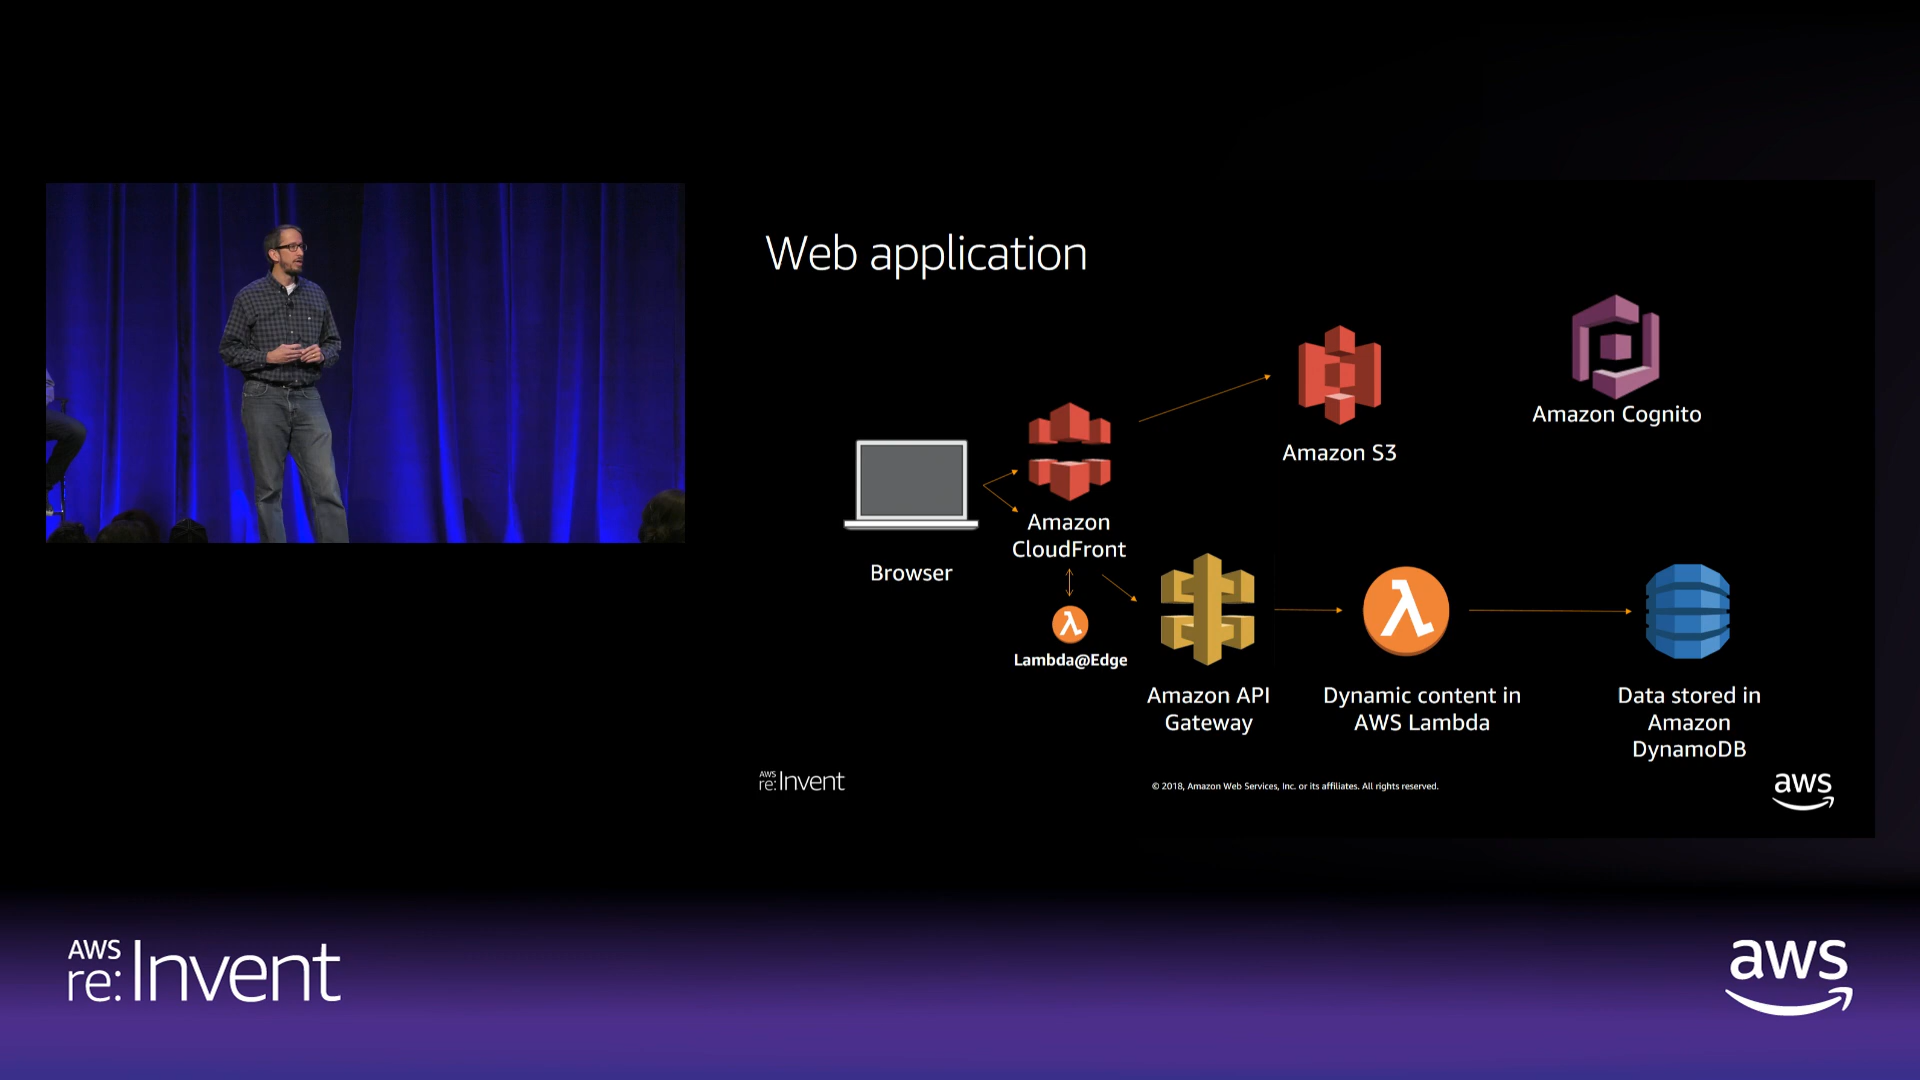 Web application
Amazon Cognito
Amazon S3
Amazon
CloudFront
Browser
λ
Lambda@Edge
λ
Amazon API
Gateway
Dynamic content in
AWS Lambda
Data stored in
Amazon
DynamoDB
AWS
re:Invent
© 2018, Amazon Web Services, Inc. or its affiliates. All rights reserved.
aws
AWS
re:Invent
aws